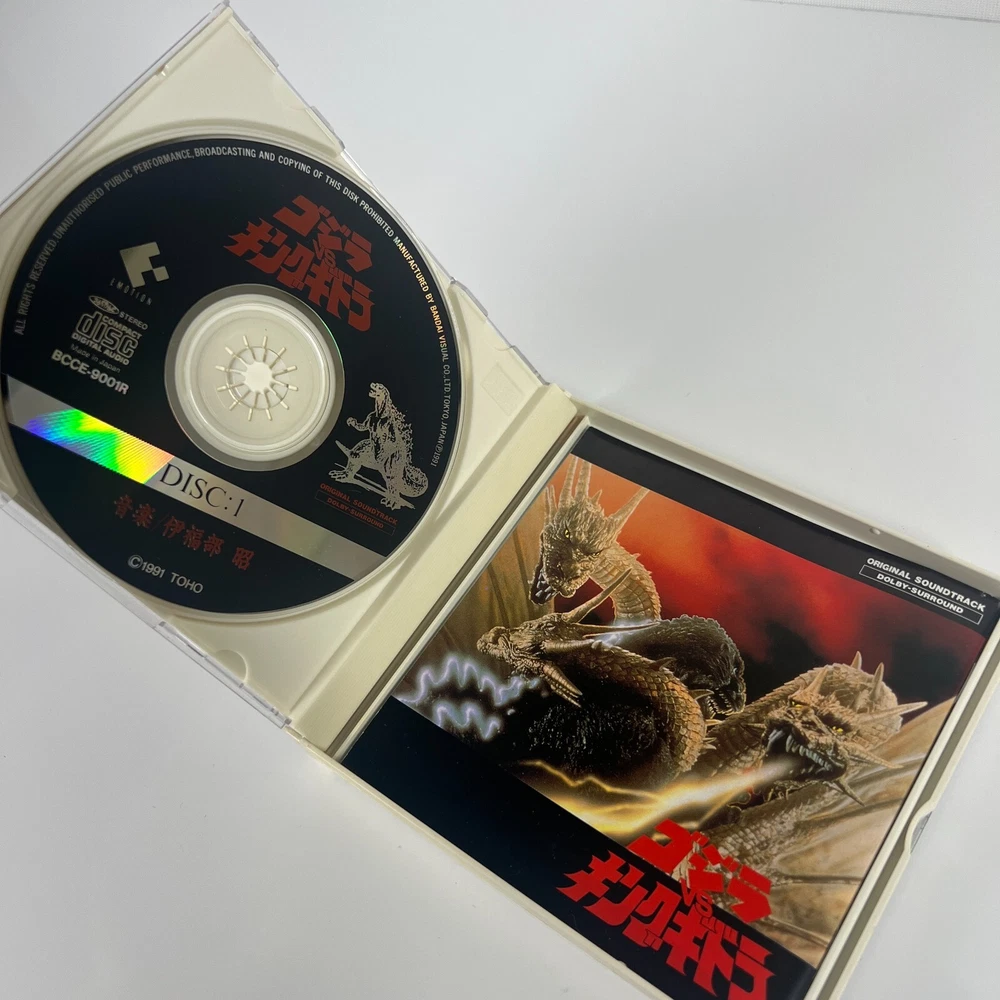 ALL RIGHTS RESERVED. UNAUTHORISED PUBLIC PERFORMANCE, BROADCASTING AND COPYING OF THIS DISK PROHIBITED MANUFACTURED BY BANDAI VISUAL CO., LTD. TOKYO, JAPAN Ⓟ1991
ゴジラ
VS
キングギドラ
EMOTION
STEREO
COMPACT
disc
DIGITAL AUDIO
Made in Japan
BCCE-9001R
DISC:1
ORIGINAL SOUNDTRACK
DOLBY-SURROUND
音楽/伊福部 昭
©1991 TOHO
ORIGINAL SOUNDTRACK
DOLBY-SURROUND
ゴジラ
VS
キングギドラ